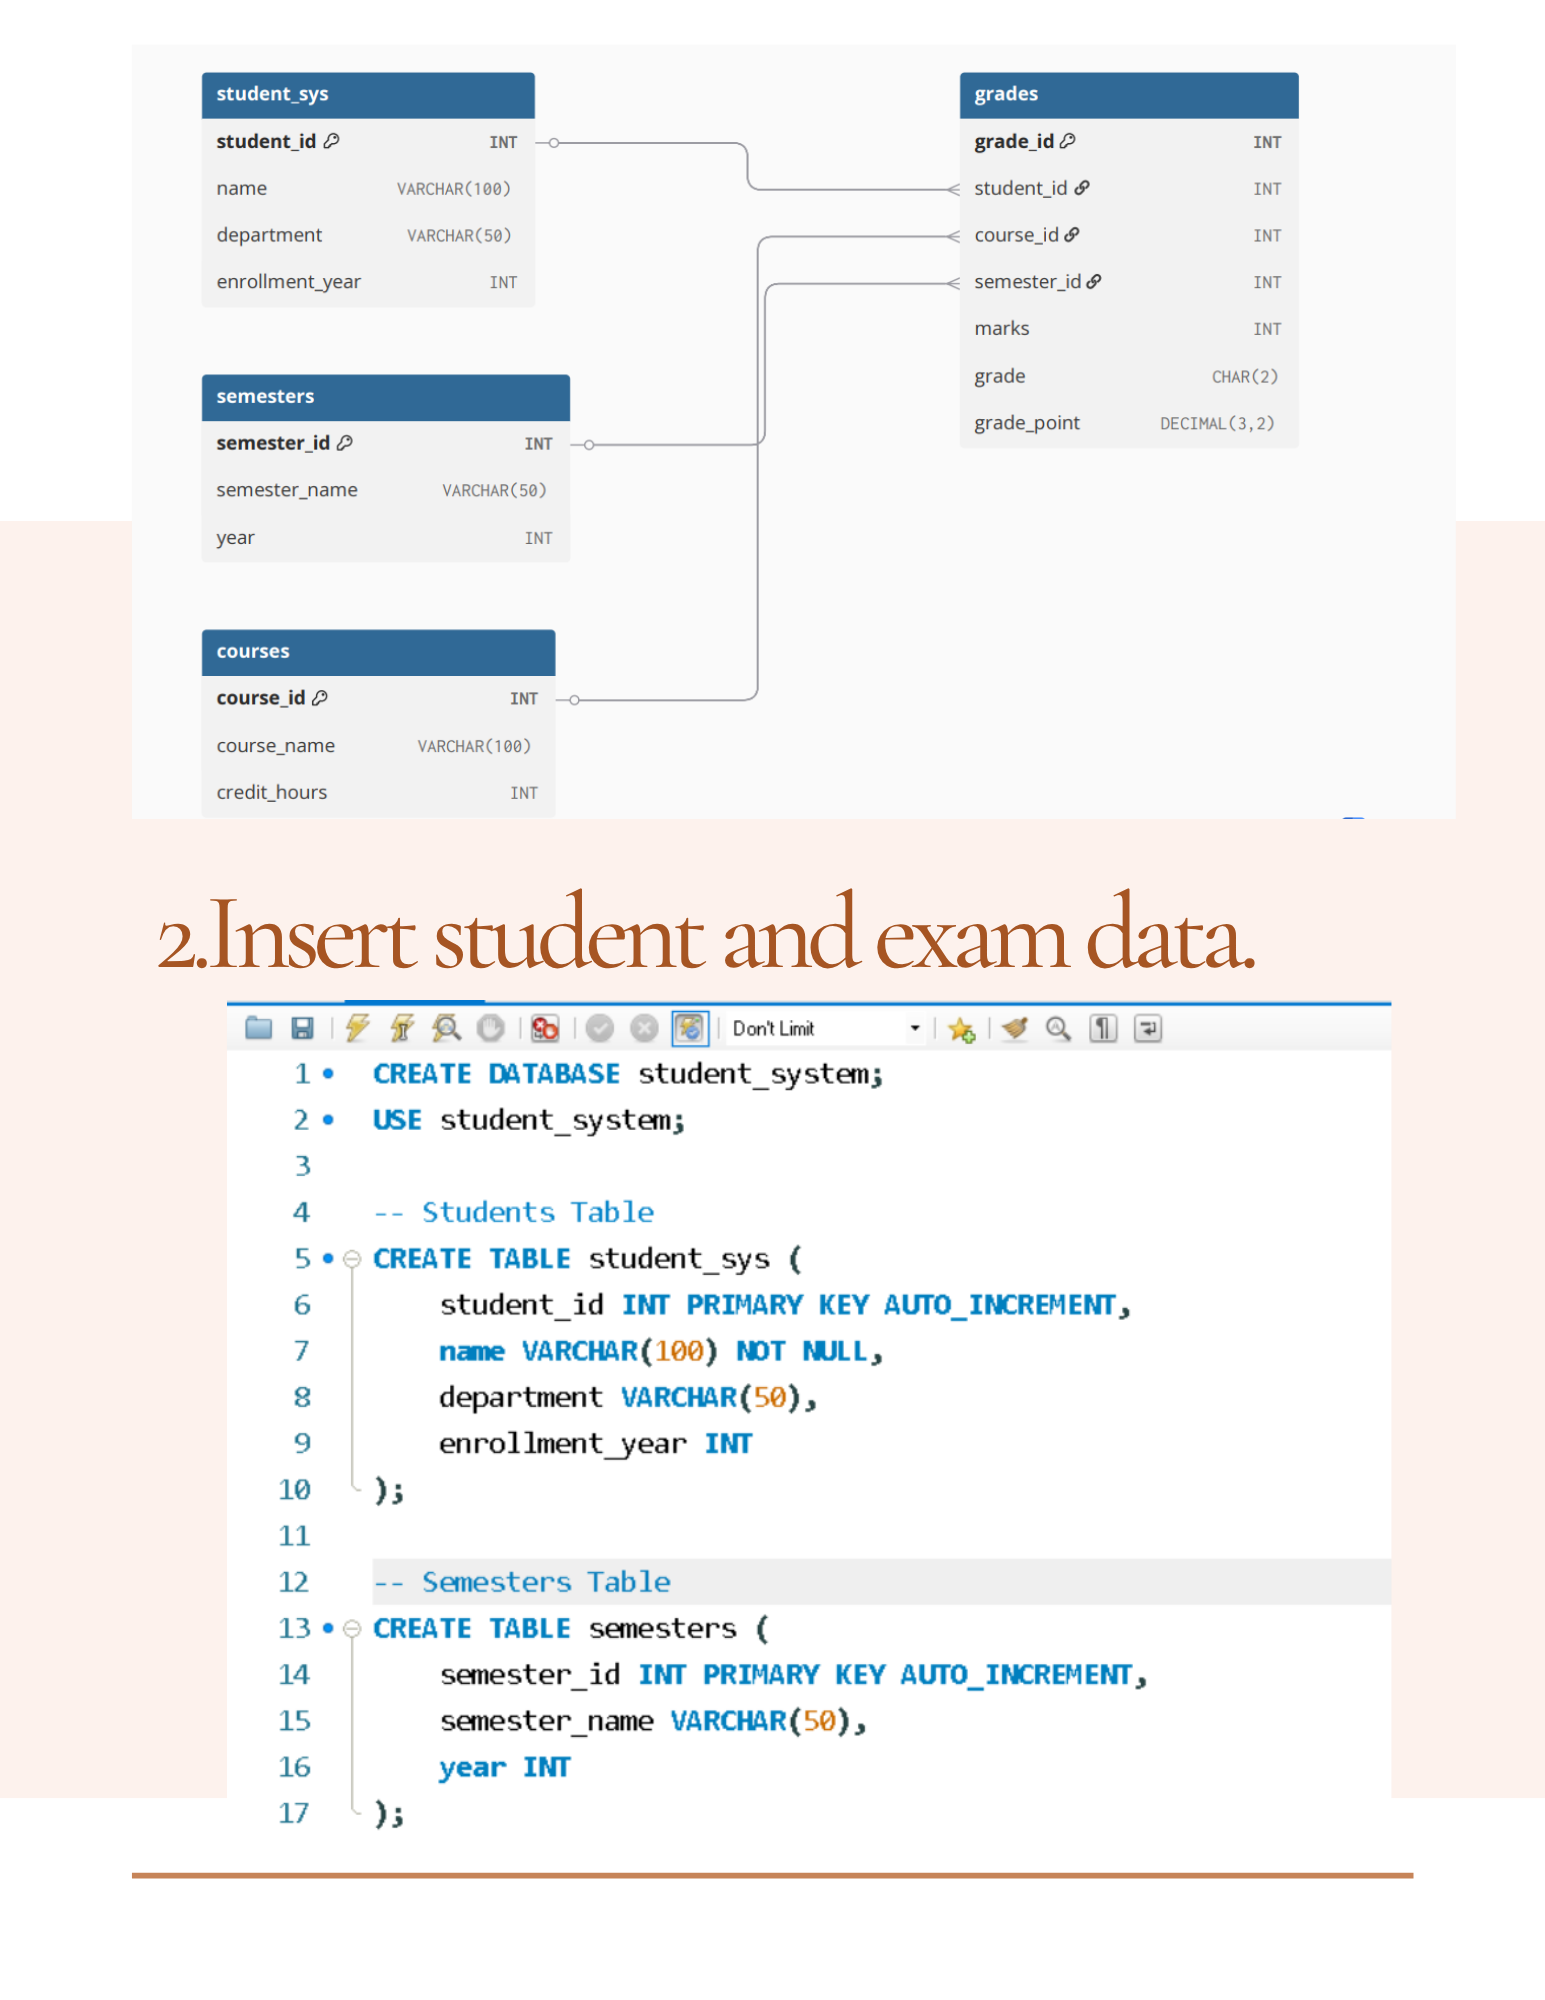 student_sys
student_id INT
name VARCHAR(100)
department VARCHAR(50)
enrollment_year INT
grades
grade_id INT
student_id INT
course_id INT
semester_id INT
marks INT
grade CHAR(2)
grade_point DECIMAL(3,2)
semesters
semester_id INT
semester_name VARCHAR(50)
year INT
courses
course_id INT
course_name VARCHAR(100)
credit_hours INT
2.Insert student and exam data.
Don't Limit
1 CREATE DATABASE student_system;
2 USE student_system;
3
4 -- Students Table
5 CREATE TABLE student_sys (
6 student_id INT PRIMARY KEY AUTO_INCREMENT,
7 name VARCHAR(100) NOT NULL,
8 department VARCHAR(50),
9 enrollment_year INT
10 );
11
12 -- Semesters Table
13 CREATE TABLE semesters (
14 semester_id INT PRIMARY KEY AUTO_INCREMENT,
15 semester_name VARCHAR(50),
16 year INT
17 );